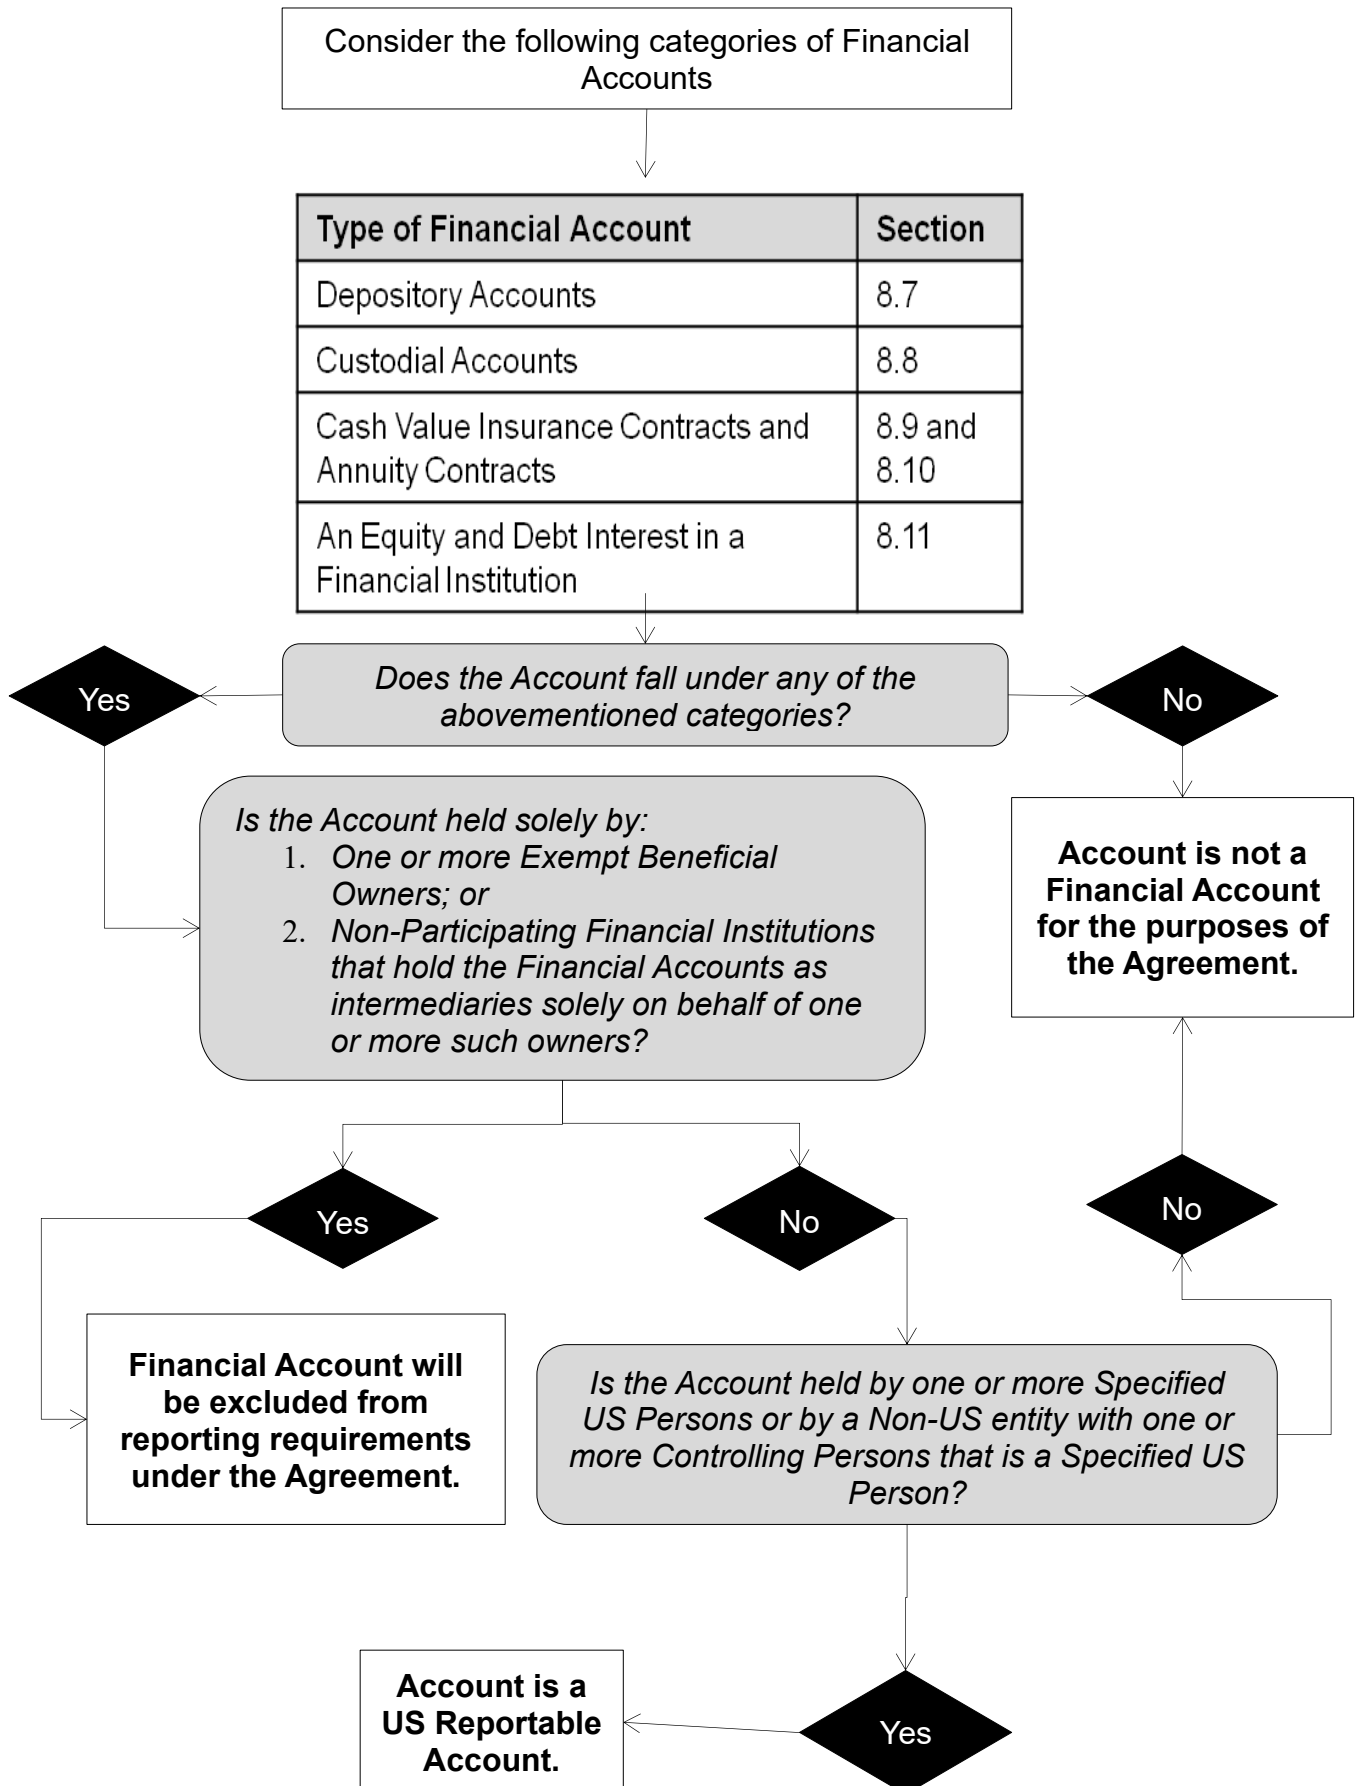 Consider the following categories of Financial
Accounts
Type of Financial Account Section
Depository Accounts 8.7
Custodial Accounts 8.8
Cash Value Insurance Contracts and 8.9 and
Annuity Contracts 8.10
An Equity and Debt Interest in a 8.11
Financial Institution
Yes
Does the Account fall under any of the
abovementioned categories?
No
Is the Account held solely by:
1. One or more Exempt Beneficial
Owners; or
2. Non-Participating Financial Institutions
that hold the Financial Accounts as
intermediaries solely on behalf of one
or more such owners?
Account is not a
Financial Account
for the purposes of
the Agreement.
Yes
No
No
Financial Account will
be excluded from
reporting requirements
under the Agreement.
Is the Account held by one or more Specified
US Persons or by a Non-US entity with one or
more Controlling Persons that is a Specified US
Person?
Account is a
US Reportable
Account.
Yes